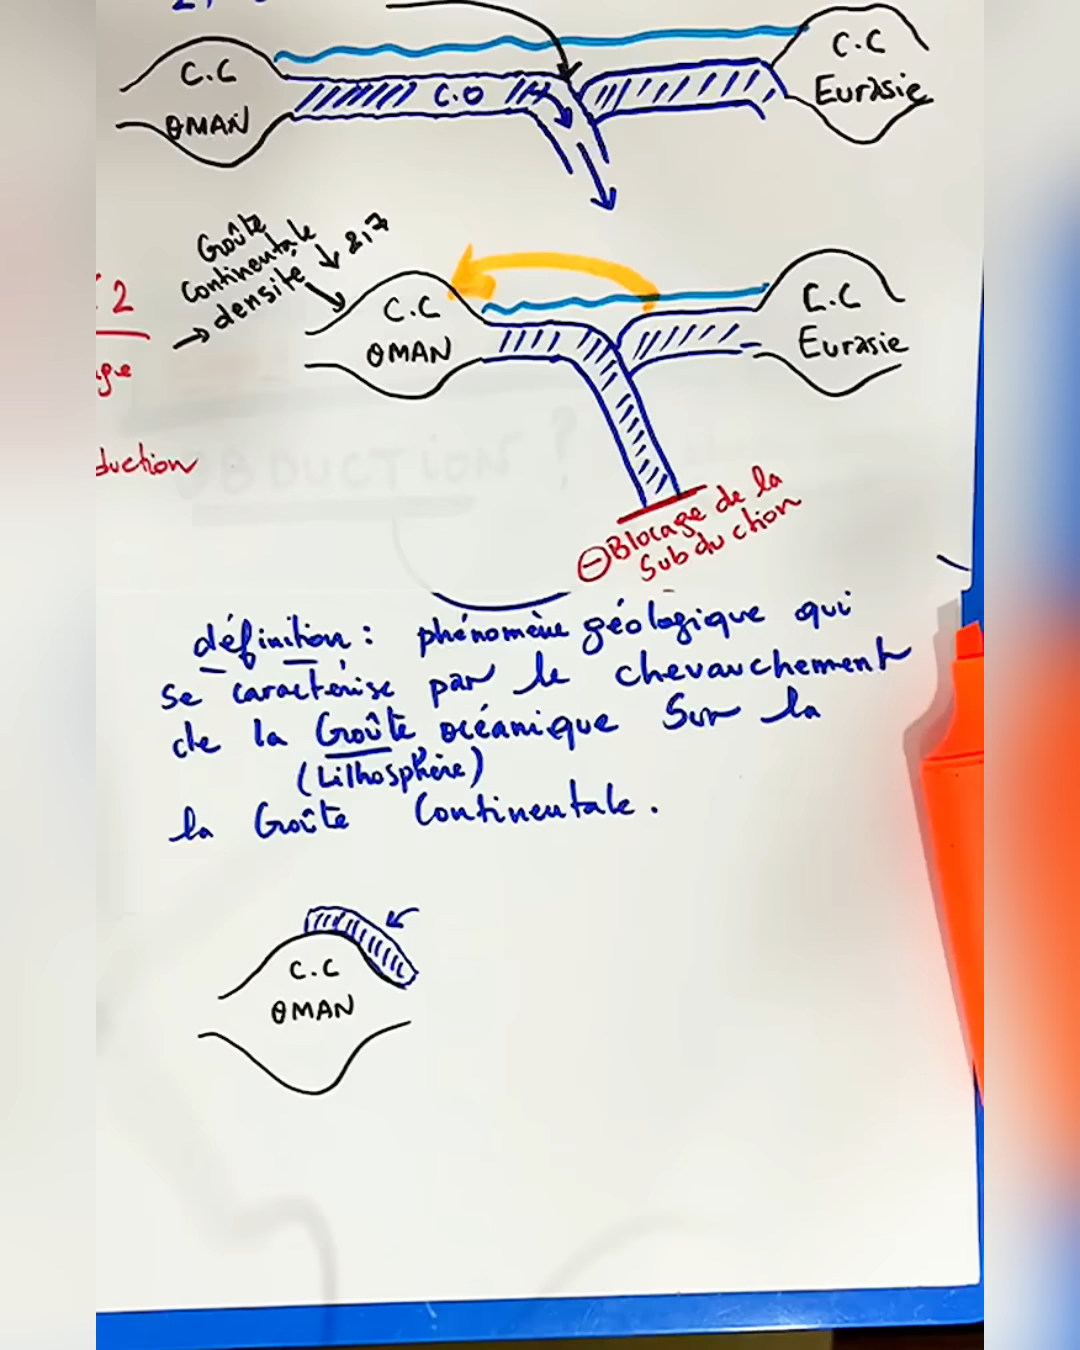 C.C
OMAN
C.O
C.C
Eurasie
Croûte
continentale
→ densité ↓ 2,7
2
C.C
OMAN
C.C
Eurasie
duction
⊖ Blocage de la
Subduction
OBDUCTION ?
définition : phénomène géologique qui
se caractérise par le chevauchement
de la Croûte océanique Sur la
(Lithosphère)
la Croûte Continentale.
C.C
OMAN